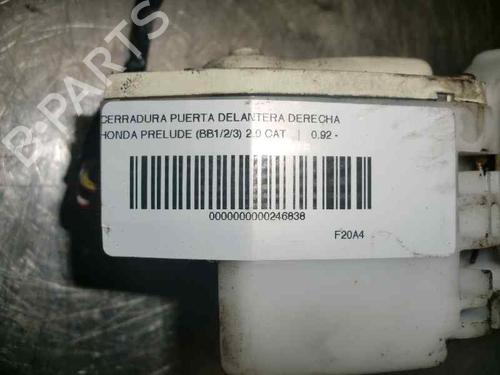 CERRADURA PUERTA DELANTERA DERECHA
HONDA PRELUDE (BB1/2/3) 2.0 CAT | 0.92 -
0000000000246838
F20A4
B-PARTS